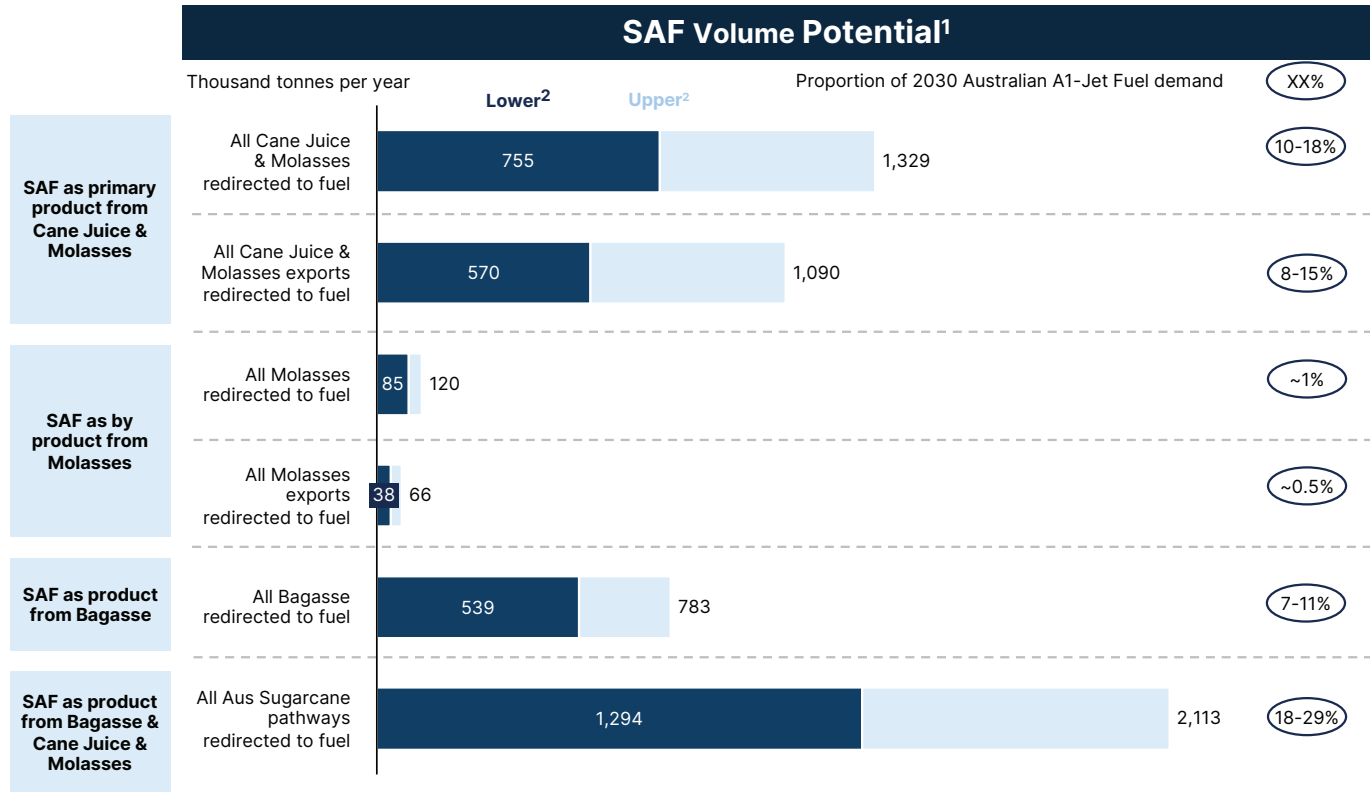 SAF Volume Potential¹
Thousand tonnes per year
Proportion of 2030 Australian A1-Jet Fuel demand
XX%
Lower²
Upper²
SAF as primary
product from
Cane Juice &
Molasses
All Cane Juice
& Molasses
redirected to fuel
755
1,329
10-18%
All Cane Juice &
Molasses exports
redirected to fuel
570
1,090
8-15%
SAF as by
product from
Molasses
All Molasses
redirected to fuel
85
120
~1%
All Molasses
exports
redirected to fuel
38
66
~0.5%
SAF as product
from Bagasse
All Bagasse
redirected to fuel
539
783
7-11%
SAF as product
from Bagasse &
Cane Juice &
Molasses
All Aus Sugarcane
pathways
redirected to fuel
1,294
2,113
18-29%